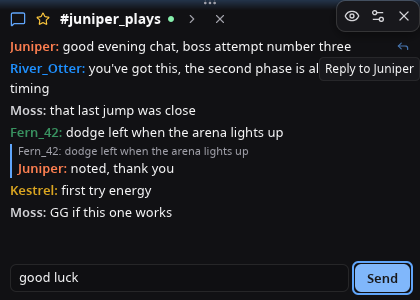 #juniper_plays
Juniper: good evening chat, boss attempt number three
River_Otter: you've got this, the second phase is al
Reply to Juniper
timing
Moss: that last jump was close
Fern_42: dodge left when the arena lights up
Fern_42: dodge left when the arena lights up
Juniper: noted, thank you
Kestrel: first try energy
Moss: GG if this one works
good luck
Send